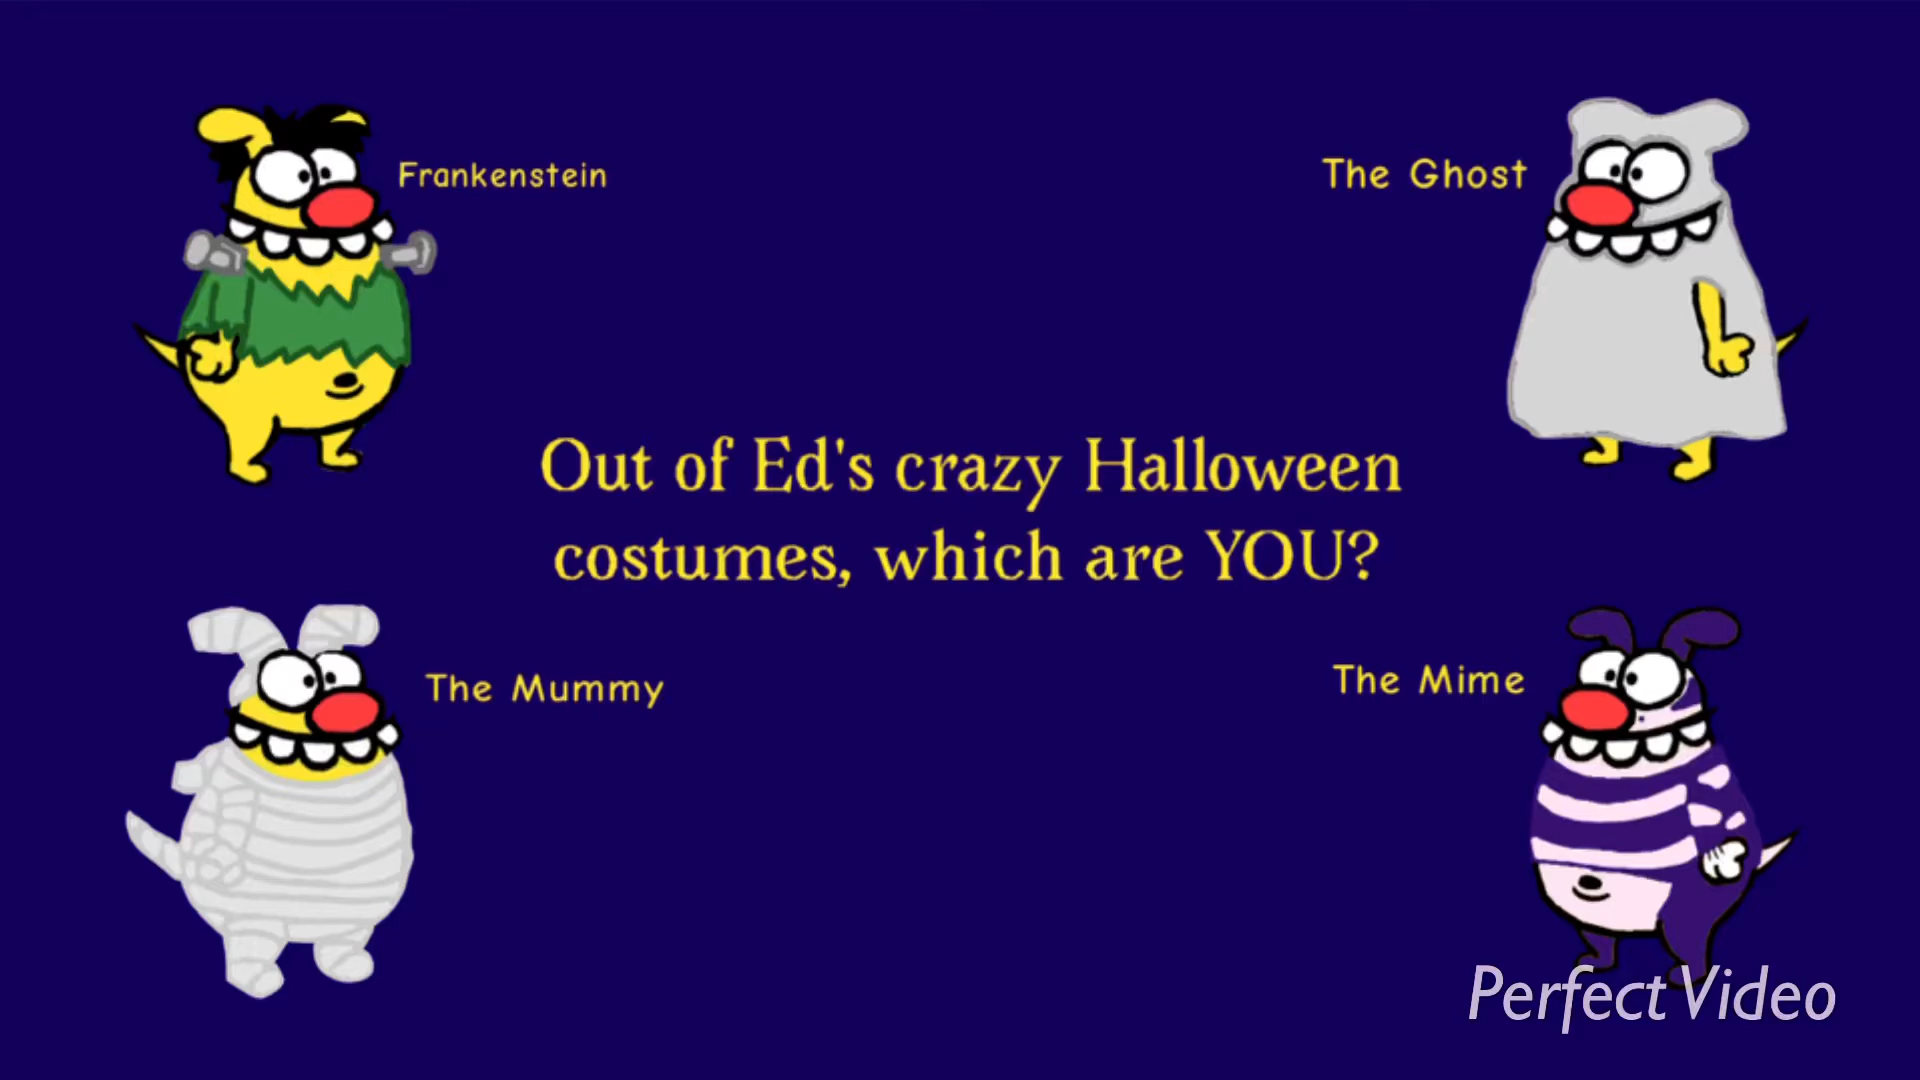 Frankenstein
The Ghost
Out of Ed's crazy Halloween
costumes, which are YOU?
The Mummy
The Mime
Perfect Video